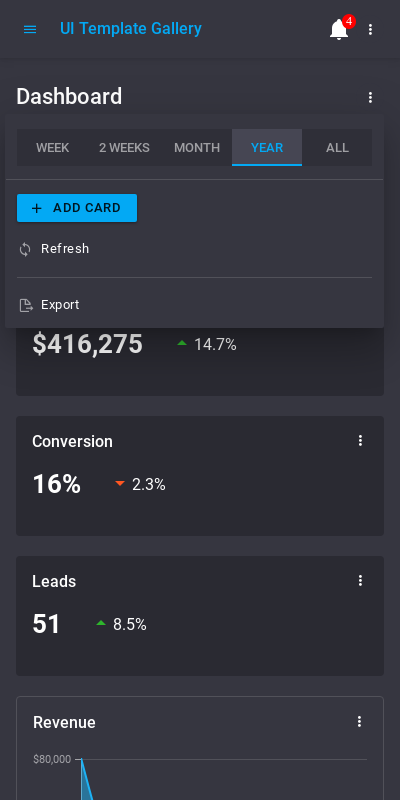 UI Template Gallery
4
Dashboard
WEEK 2 WEEKS MONTH YEAR ALL
ADD CARD
Refresh
Export
$416,275 14.7%
Conversion
16% 2.3%
Leads
51 8.5%
Revenue
$80,000